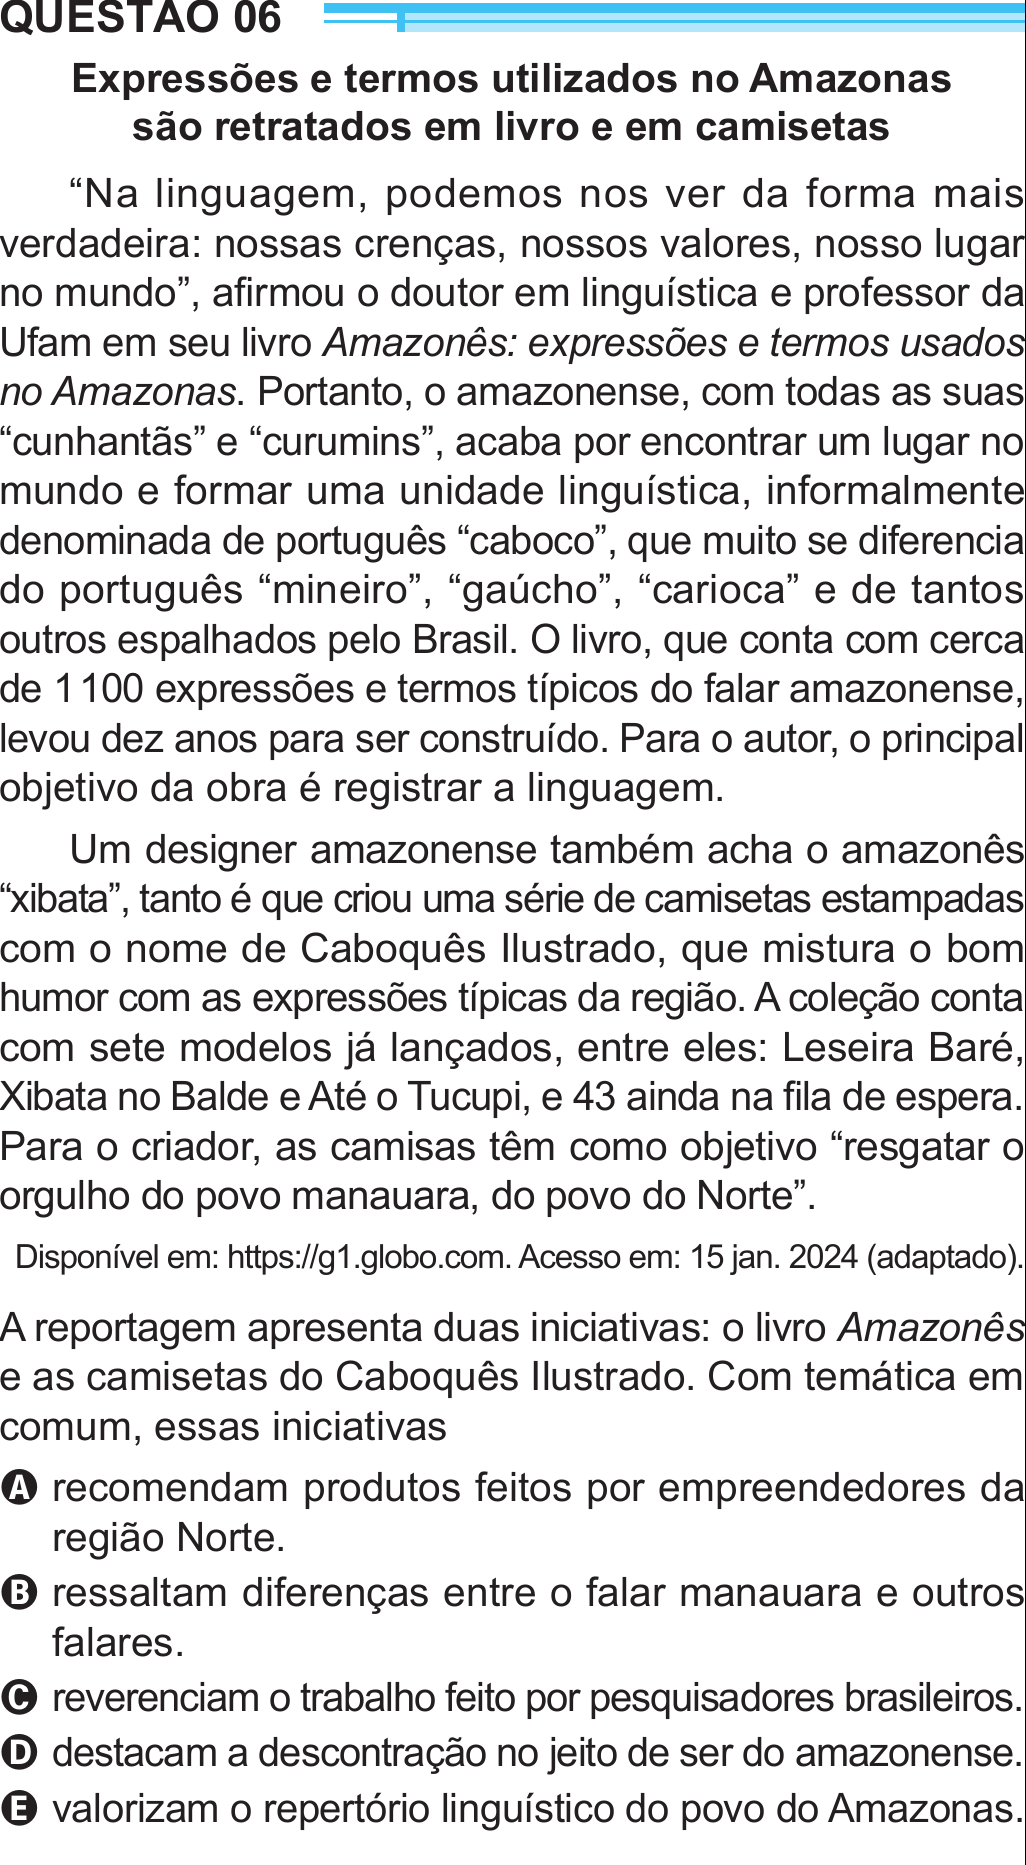 QUESTÃO 06
Expressões e termos utilizados no Amazonas
são retratados em livro e em camisetas
“Na linguagem, podemos nos ver da forma mais
verdadeira: nossas crenças, nossos valores, nosso lugar
no mundo”, afirmou o doutor em linguística e professor da
Ufam em seu livro Amazonês: expressões e termos usados
no Amazonas. Portanto, o amazonense, com todas as suas
“cunhantãs” e “curumins”, acaba por encontrar um lugar no
mundo e formar uma unidade linguística, informalmente
denominada de português “caboco”, que muito se diferencia
do português “mineiro”, “gaúcho”, “carioca” e de tantos
outros espalhados pelo Brasil. O livro, que conta com cerca
de 1 100 expressões e termos típicos do falar amazonense,
levou dez anos para ser construído. Para o autor, o principal
objetivo da obra é registrar a linguagem.
Um designer amazonense também acha o amazonês
“xibata”, tanto é que criou uma série de camisetas estampadas
com o nome de Caboquês Ilustrado, que mistura o bom
humor com as expressões típicas da região. A coleção conta
com sete modelos já lançados, entre eles: Leseira Baré,
Xibata no Balde e Até o Tucupi, e 43 ainda na fila de espera.
Para o criador, as camisas têm como objetivo “resgatar o
orgulho do povo manauara, do povo do Norte”.
Disponível em: https://g1.globo.com. Acesso em: 15 jan. 2024 (adaptado).
A reportagem apresenta duas iniciativas: o livro Amazonês
e as camisetas do Caboquês Ilustrado. Com temática em
comum, essas iniciativas
A recomendam produtos feitos por empreendedores da
região Norte.
B ressaltam diferenças entre o falar manauara e outros
falares.
C reverenciam o trabalho feito por pesquisadores brasileiros.
D destacam a descontração no jeito de ser do amazonense.
E valorizam o repertório linguístico do povo do Amazonas.